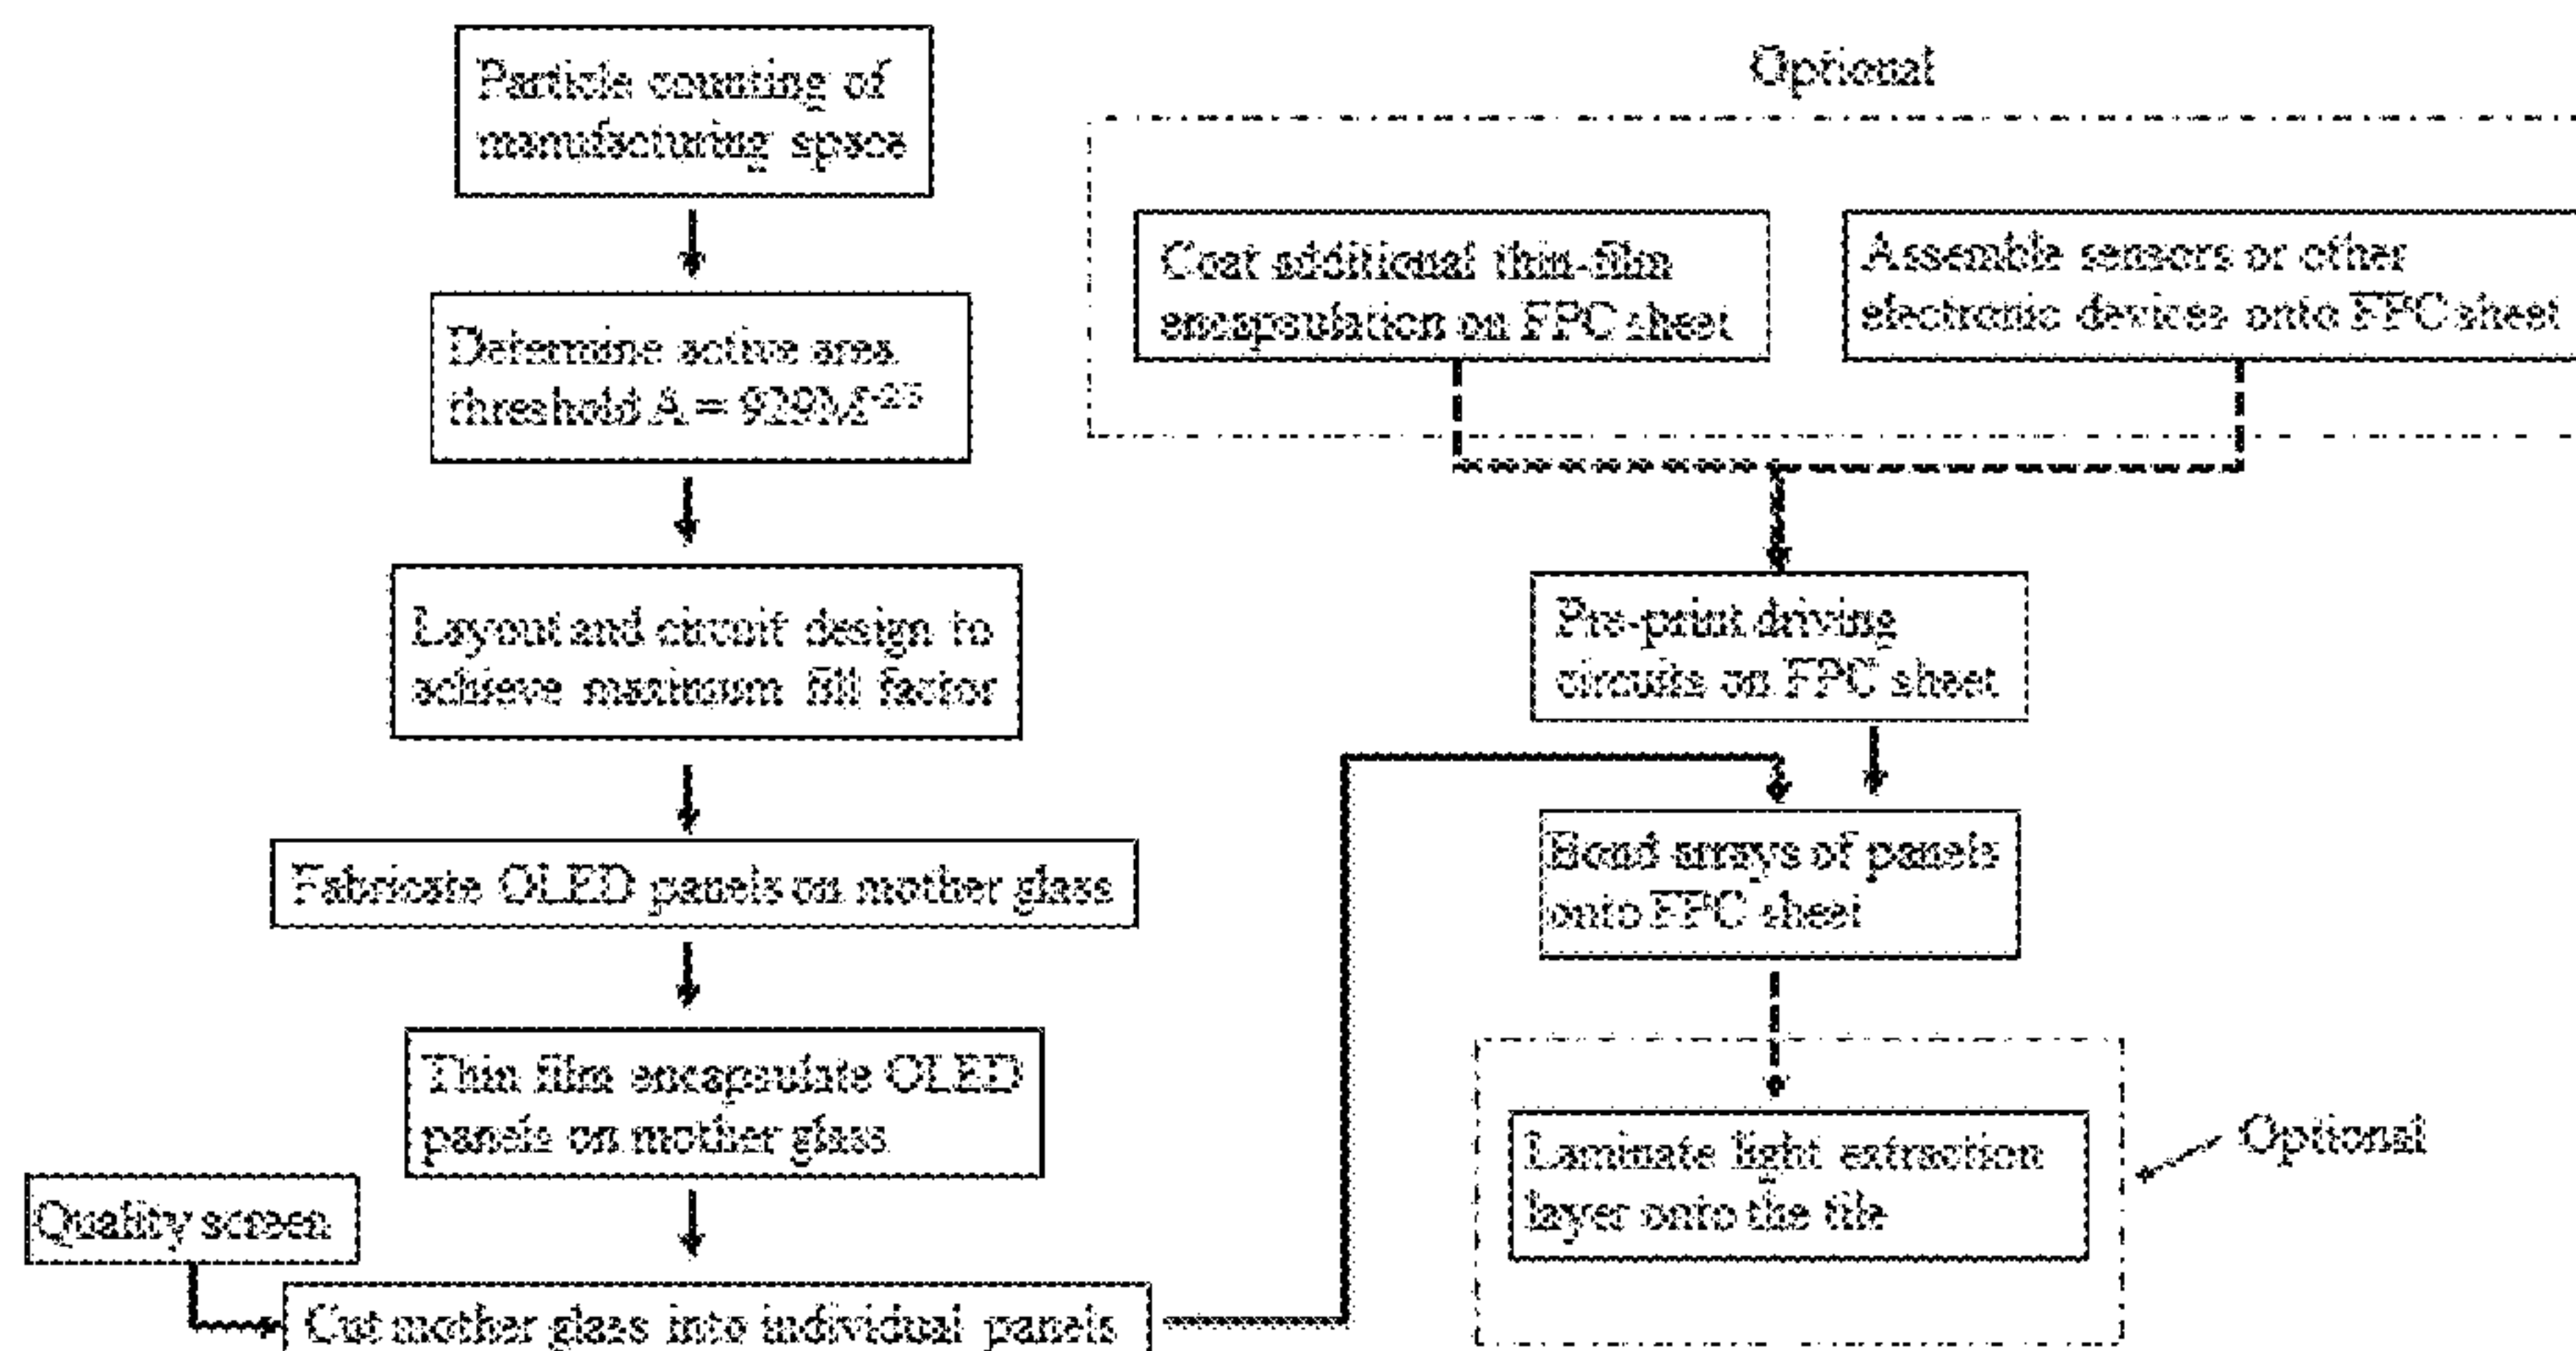 Particle counting of
manufacturing space
Determine active area
threshold A = 929M
Layout and circuit design to
achieve maximum fill factor
Fabricate OLED panels on mother glass
Thin film encapsulate OLED
panels on mother glass
Quality screen
Cut mother glass into individual panels
Optional
Coat additional thin-film
encapsulation on FPC sheet
Assemble sensors or other
electronic devices onto FPC sheet
Pre-print driving
circuits on FPC sheet
Bond arrays of panels
onto FPC sheet
Laminate light extraction
layer onto the tile
Optional